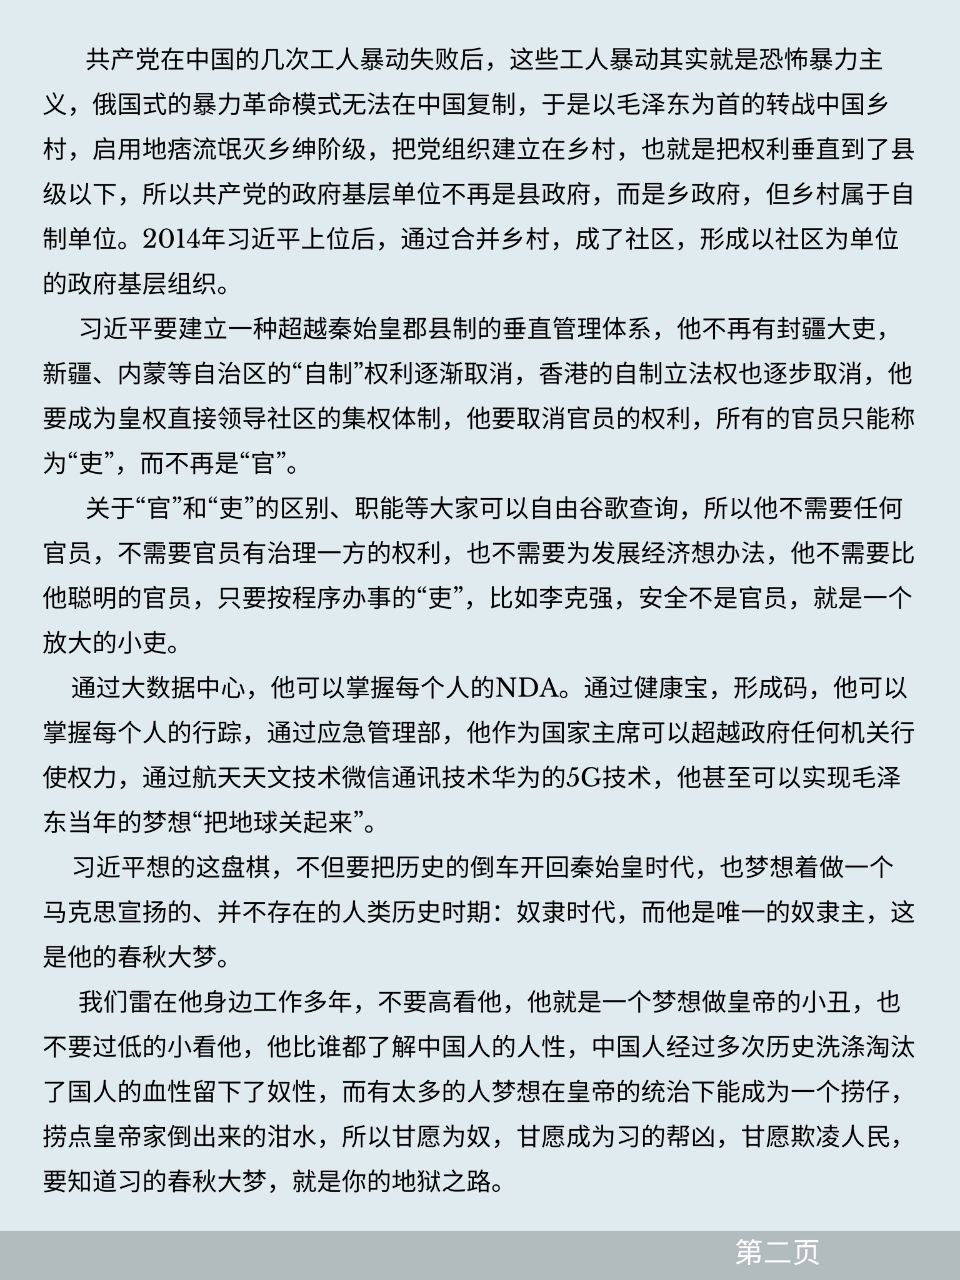 共产党在中国的几次工人暴动失败后，这些工人暴动其实就是恐怖暴力主
义，俄国式的暴力革命模式无法在中国复制，于是以毛泽东为首的转战中国乡
村，启用地痞流氓灭乡绅阶级，把党组织建立在乡村，也就是把权利垂直到了县
级以下，所以共产党的政府基层单位不再是县政府，而是乡政府，但乡村属于自
制单位。2014年习近平上位后，通过合并乡村，成了社区，形成以社区为单位
的政府基层组织。
习近平要建立一种超越秦始皇郡县制的垂直管理体系，他不再有封疆大吏，
新疆、内蒙等自治区的“自制”权利逐渐取消，香港的自制立法权也逐步取消，他
要成为皇权直接领导社区的集权体制，他要取消官员的权利，所有的官员只能称
为“吏”，而不再是“官”。
关于“官”和“吏”的区别、职能等大家可以自由谷歌查询，所以他不需要任何
官员，不需要官员有治理一方的权利，也不需要为发展经济想办法，他不需要比
他聪明的官员，只要按程序办事的“吏”，比如李克强，安全不是官员，就是一个
放大的小吏。
通过大数据中心，他可以掌握每个人的NDA。通过健康宝，形成码，他可以
掌握每个人的行踪，通过应急管理部，他作为国家主席可以超越政府任何机关行
使权力，通过航天天文技术微信通讯技术华为的5G技术，他甚至可以实现毛泽
东当年的梦想“把地球关起来”。
习近平想的这盘棋，不但要把历史的倒车开回秦始皇时代，也梦想着做一个
马克思宣扬的、并不存在的人类历史时期：奴隶时代，而他是唯一的奴隶主，这
是他的春秋大梦。
我们雷在他身边工作多年，不要高看他，他就是一个梦想做皇帝的小丑，也
不要过低的小看他，他比谁都了解中国人的人性，中国人经过多次历史洗涤淘汰
了国人的血性留下了奴性，而有太多的人梦想在皇帝的统治下能成为一个捞仔，
捞点皇帝家倒出来的泔水，所以甘愿为奴，甘愿成为习的帮凶，甘愿欺凌人民，
要知道习的春秋大梦，就是你的地狱之路。
第二页